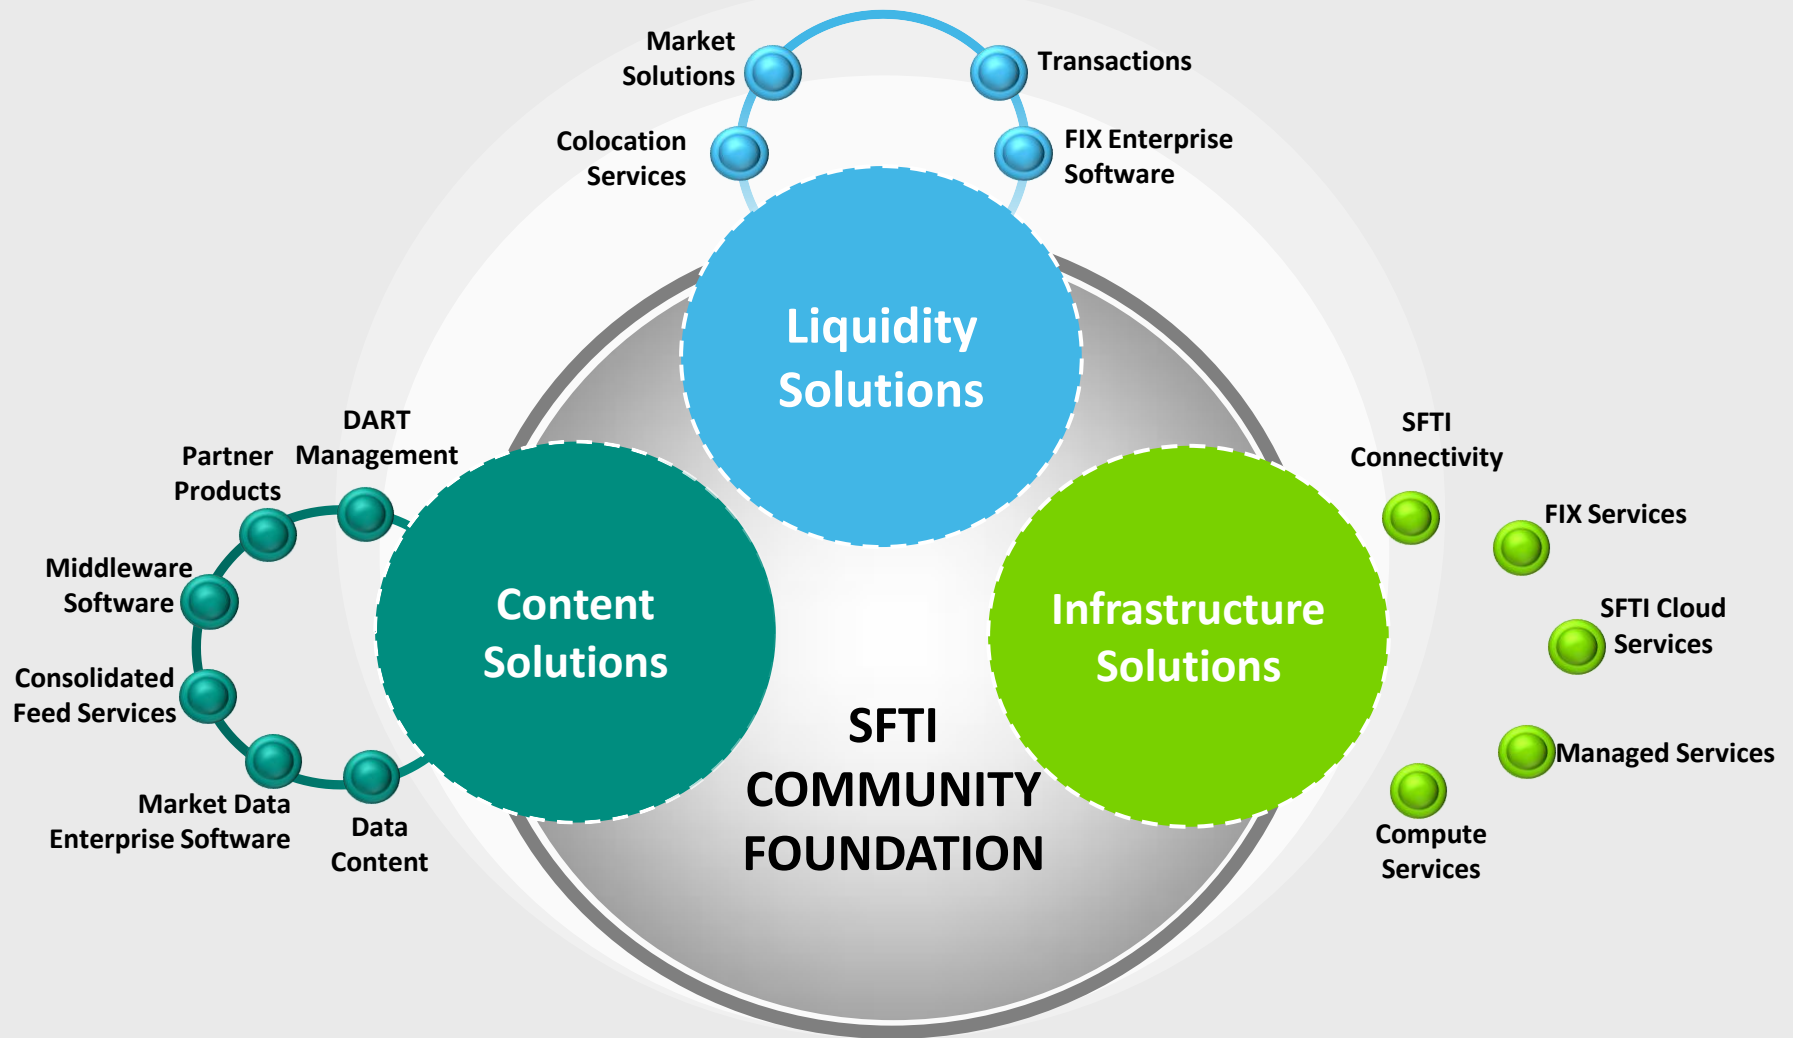 Market
Solutions
Transactions
Colocation
Services
FIX Enterprise
Software
Liquidity
Solutions
DART
Management
Partner
Products
Middleware
Software
Consolidated
Feed Services
Market Data
Enterprise Software
Data
Content
Content
Solutions
Infrastructure
Solutions
SFTI
Connectivity
FIX Services
SFTI Cloud
Services
Managed Services
Compute
Services
SFTI
COMMUNITY
FOUNDATION